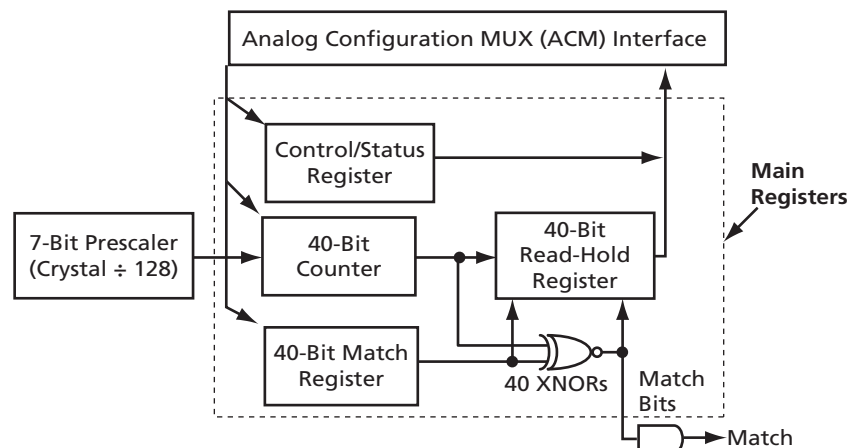 Analog Configuration MUX (ACM) Interface
Control/Status
Register
Main
Registers
7-Bit Prescaler
(Crystal ÷ 128)
40-Bit
Counter
40-Bit
Read-Hold
Register
40-Bit Match
Register
40 XNORs
Match
Bits
Match